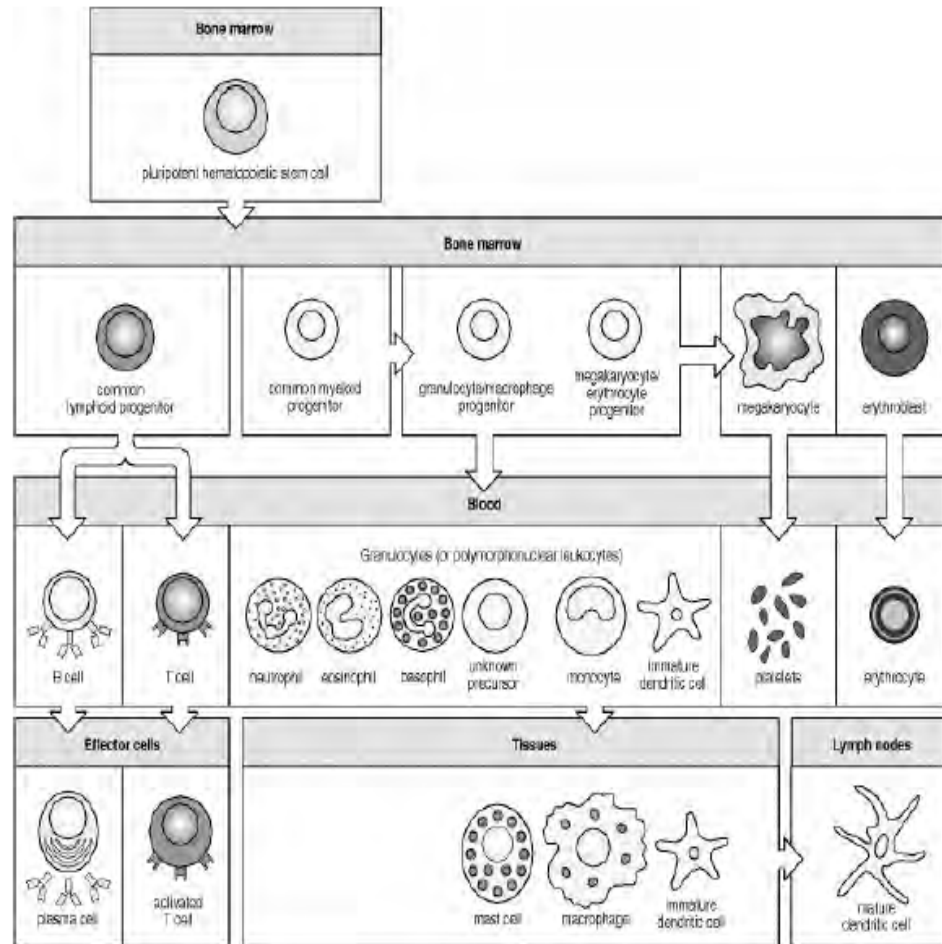 Bone marrow
pluripotent hematopoietic stem cell
Bone marrow
common
lymphoid progenitor
common myeloid
progenitor
granulocyte/macrophage
progenitor
megakaryocyte/
erythrocyte
progenitor
megakaryocyte
erythroblast
Blood
Granulocytes (or polymorphonuclear leukocytes)
B cell
T cell
neutrophil
eosinophil
basophil
unknown
precursor
monocyte
immature
dendritic cell
platelets
erythrocyte
Effector cells
Tissues
Lymph nodes
plasma cell
activated
T cell
mast cell
macrophage
immature
dendritic cell
mature
dendritic cell